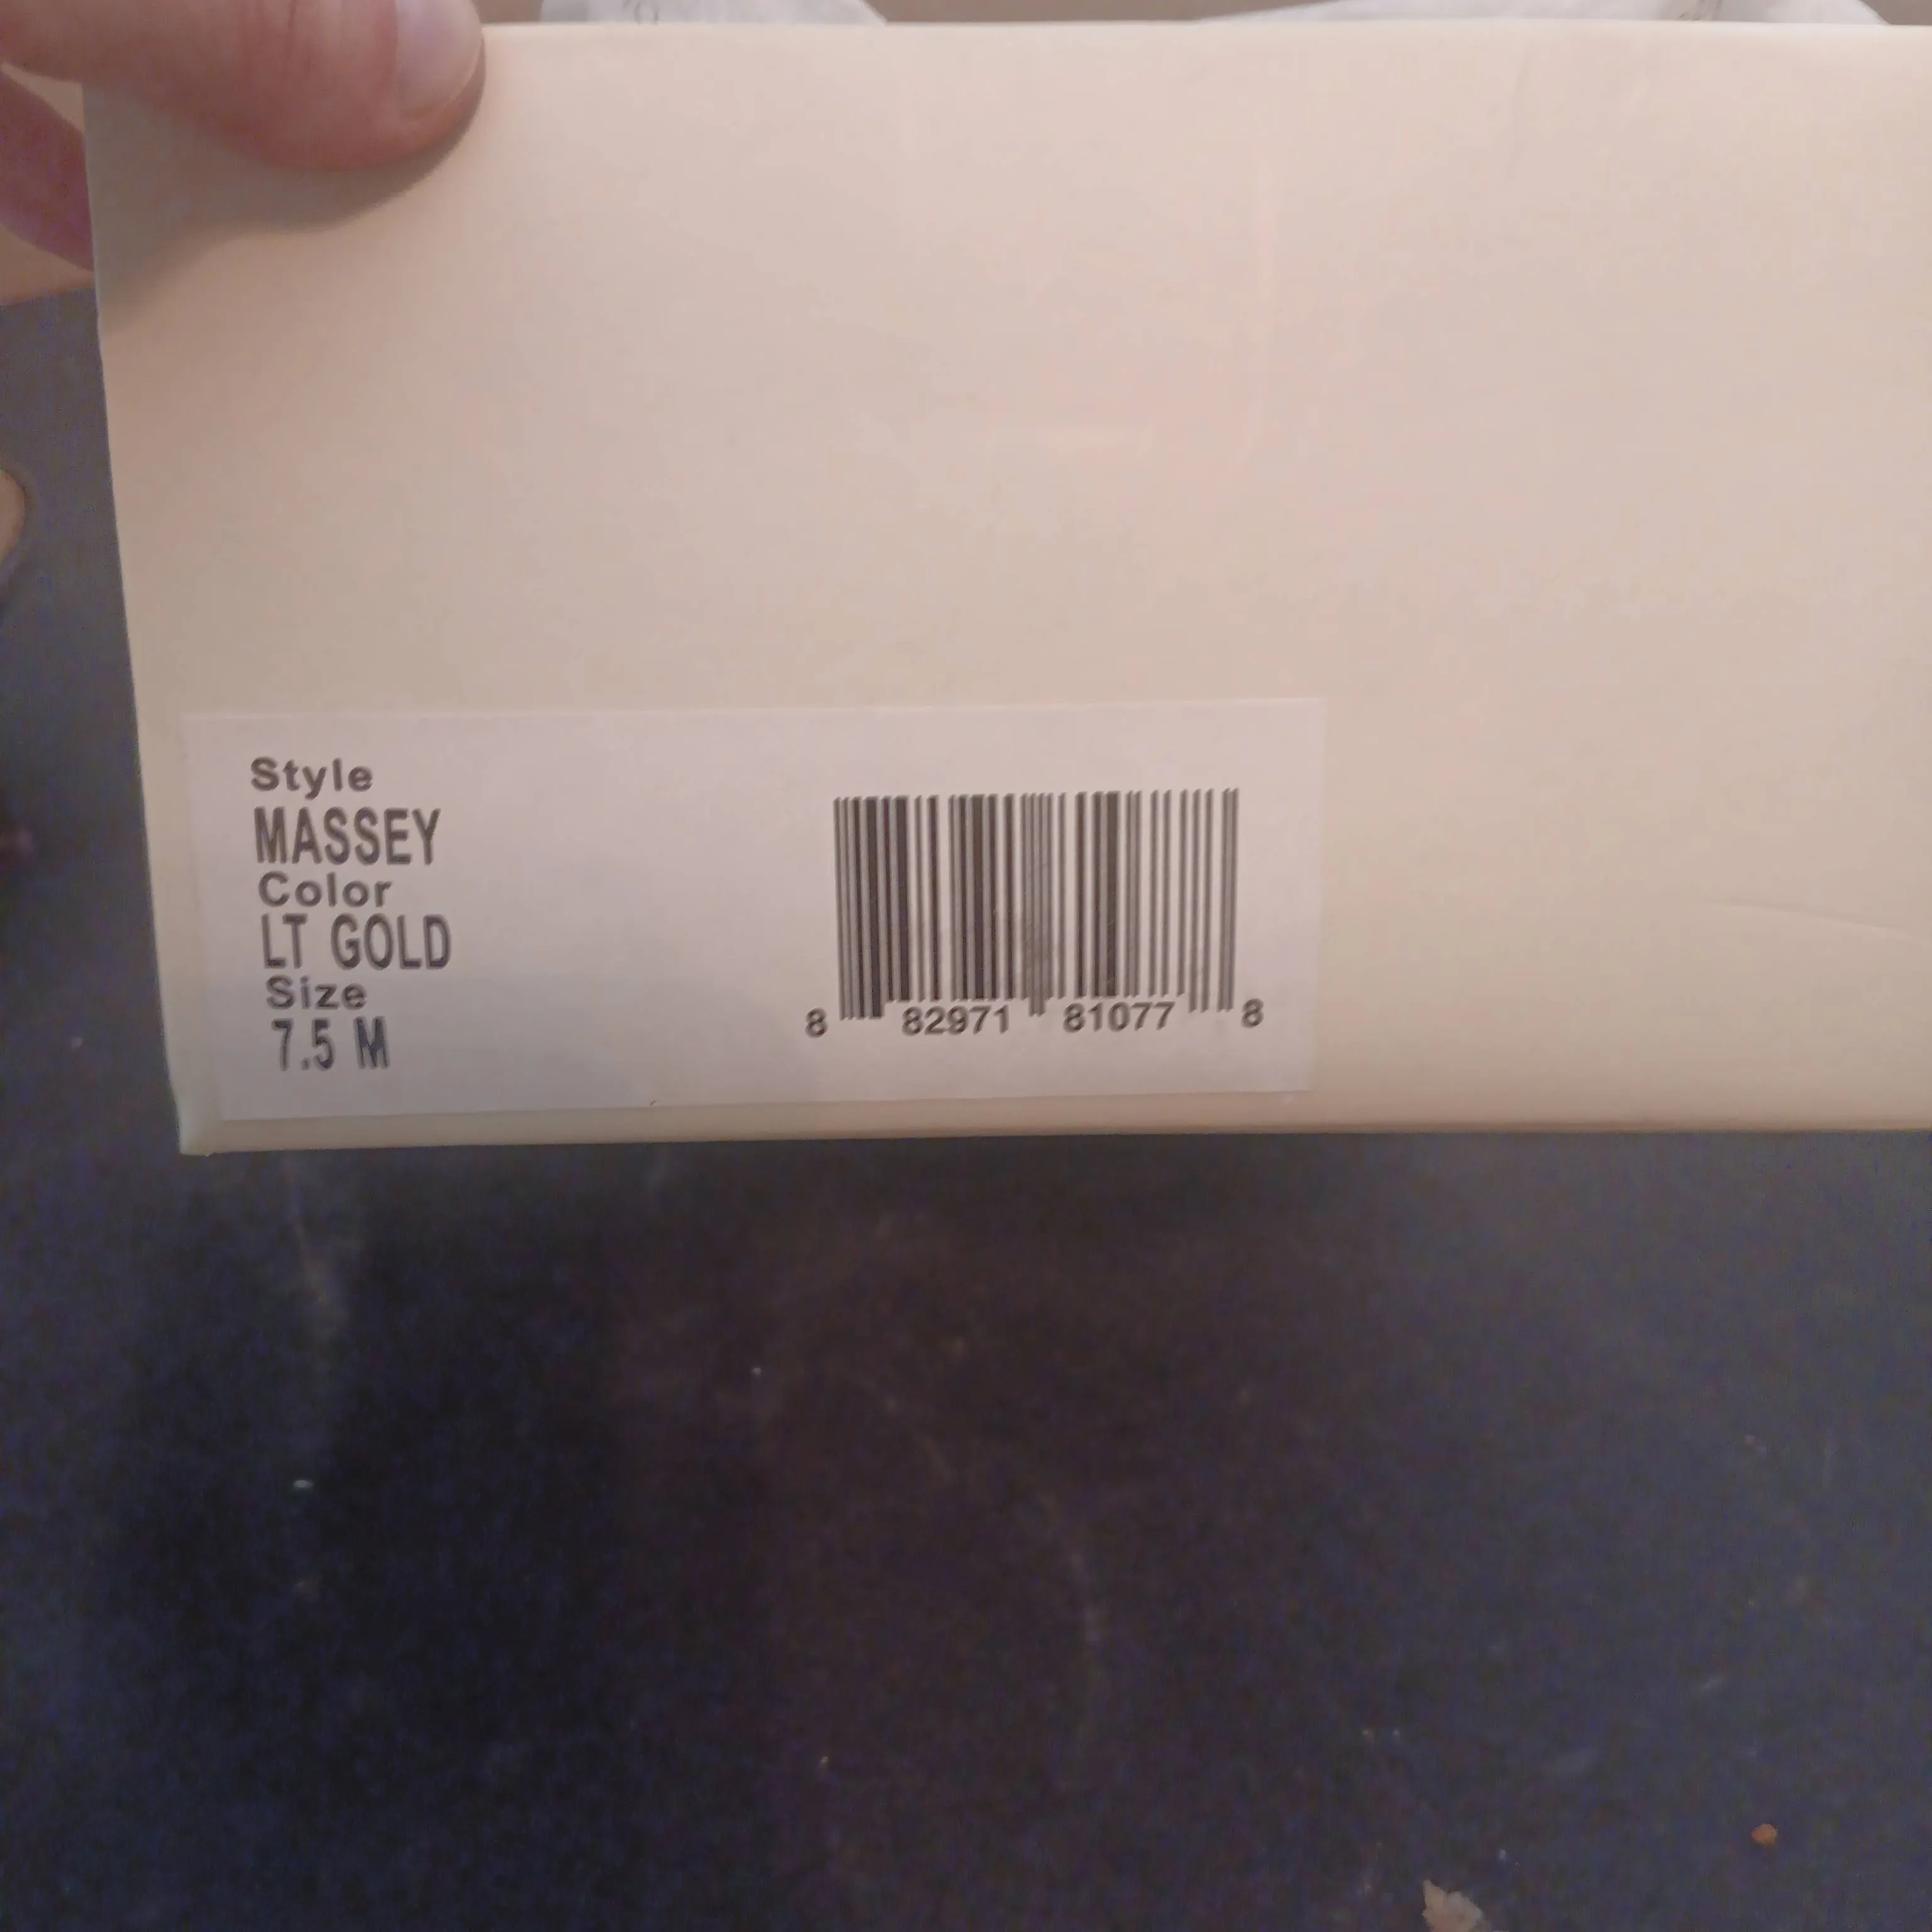 Style
MASSEY
Color
LT GOLD
Size
7.5 M
8 82971 81077 8